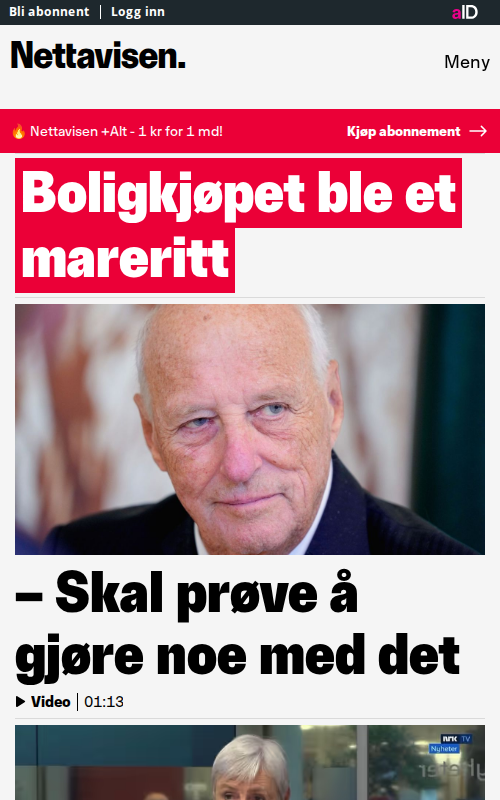 Bli abonnent | Logg inn
aID
Nettavisen.
Meny
🔥 Nettavisen +Alt - 1 kr for 1 md!
Kjøp abonnement →
Boligkjøpet ble et
mareritt
– Skal prøve å
gjøre noe med det
Video | 01:13
NRK TV
Nyheter